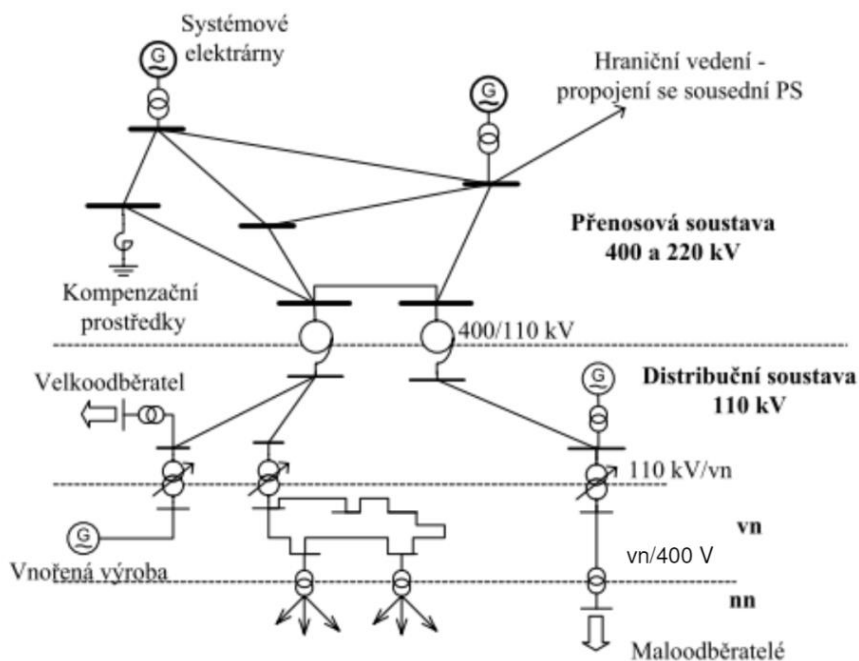 Systémové
elektrárny
G
G
Hraniční vedení -
propojení se sousední PS
Přenosová soustava
400 a 220 kV
Kompenzační
prostředky
400/110 kV
Velkoodběratel
G
Distribuční soustava
110 kV
110 kV/vn
G
vn
Vnořená výroba
vn/400 V
nn
Maloodběratelé